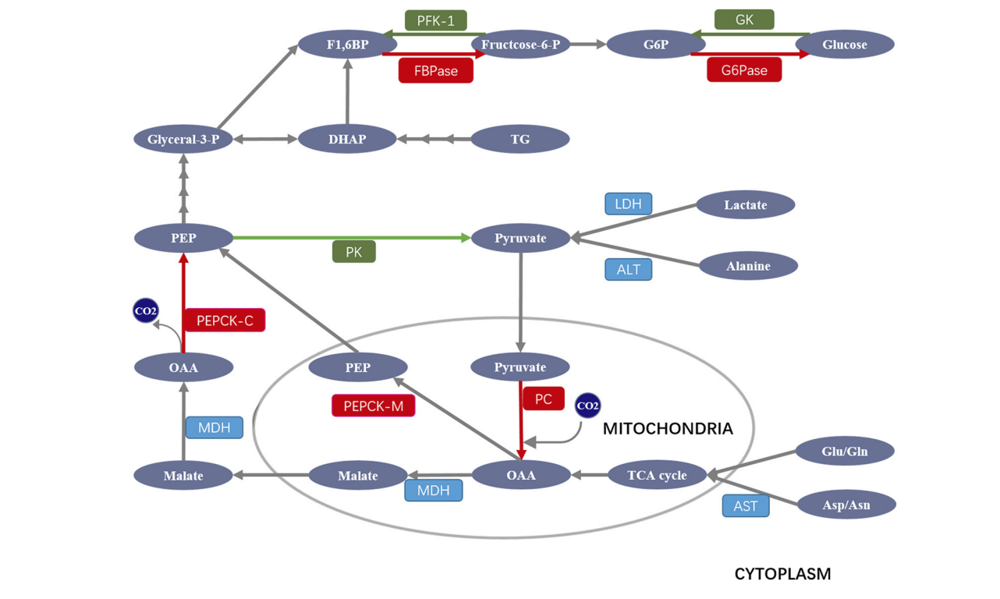 PFK-1
GK
F1,6BP
Fructcose-6-P
G6P
Glucose
FBPase
G6Pase
Glyceral-3-P
DHAP
TG
LDH
Lactate
PEP
Pyruvate
PK
ALT
Alanine
CO2
PEPCK-C
OAA
PEP
Pyruvate
PEPCK-M
PC
CO2
MDH
MITOCHONDRIA
Glu/Gln
Malate
Malate
OAA
TCA cycle
MDH
AST
Asp/Asn
CYTOPLASM